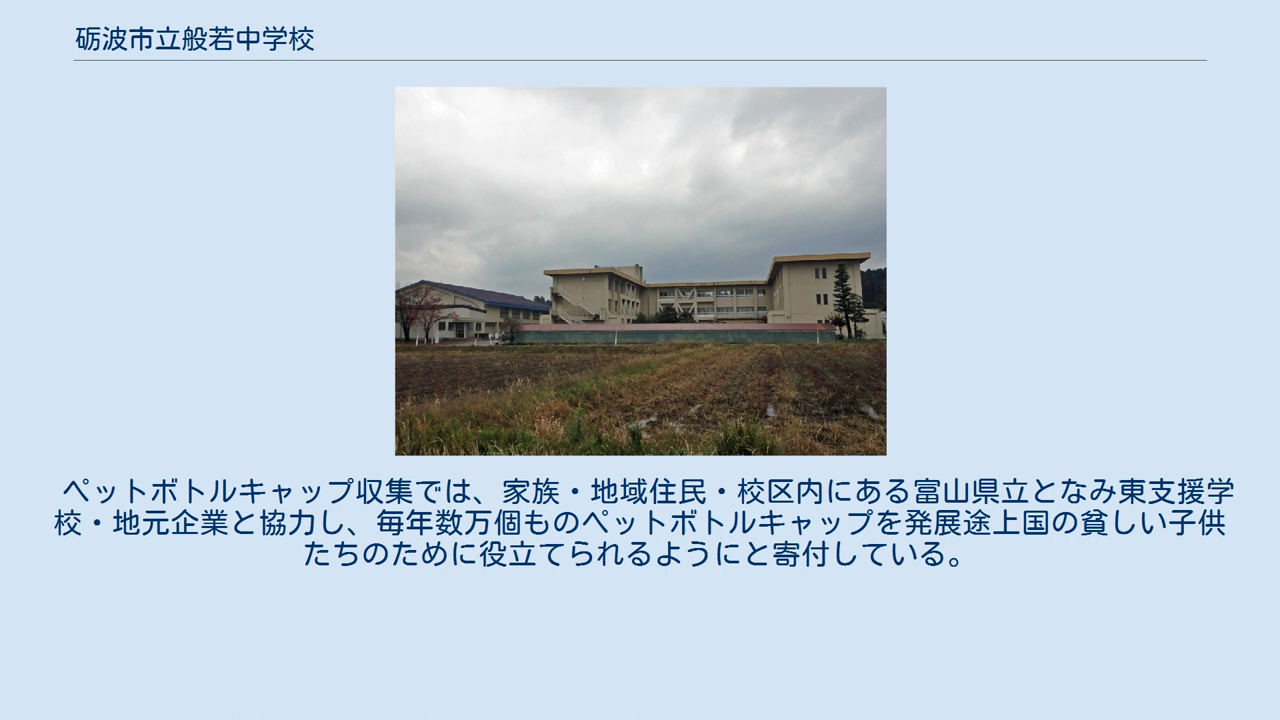 砺波市立般若中学校
ペットボトルキャップ収集では、家族・地域住民・校区内にある富山県立となみ東支援学
校・地元企業と協力し、毎年数万個ものペットボトルキャップを発展途上国の貧しい子供
たちのために役立てられるようにと寄付している。